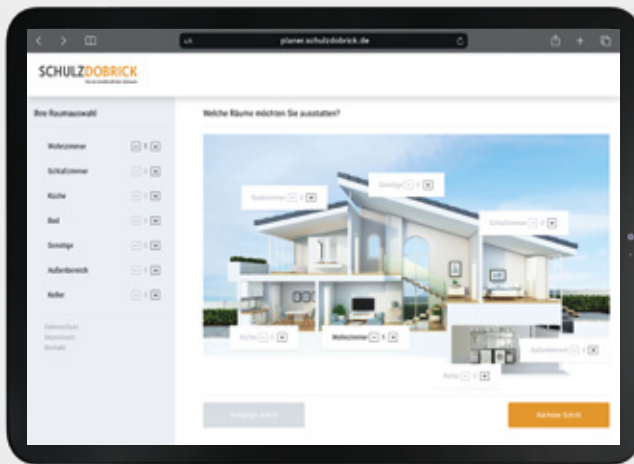 planer.schulzdobrick.de
SCHULZDOBRICK
Ihre Raumauswahl
Welche Räume möchten Sie ausstatten?
Wohnzimmer
Schlafzimmer
Küche
Bad
Sonstige
Außenbereich
Keller
Datenschutz
Impressum
Kontakt
Sonstige
Badezimmer
Schlafzimmer
Küche
Wohnzimmer
Außenbereich
Keller
Vorheriger Schritt
Nächster Schritt